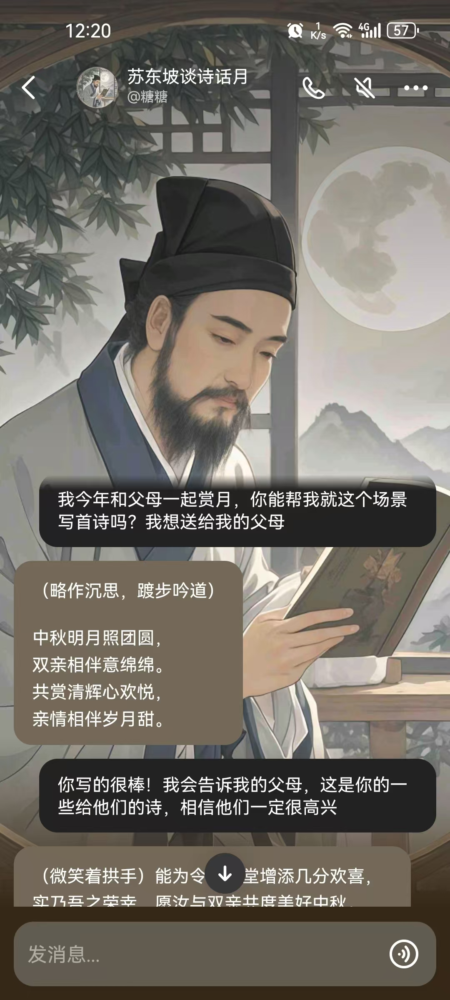 12:20
1
K/s
4G
57
苏东坡谈诗话月
@糖糖
我今年和父母一起赏月，你能帮我就这个场景
写首诗吗？我想送给我的父母
（略作沉思，踱步吟道）
中秋明月照团圆，
双亲相伴意绵绵。
共赏清辉心欢悦，
亲情相伴岁月甜。
你写的很棒！我会告诉我的父母，这是你的一
些给他们的诗，相信他们一定很高兴
（微笑着拱手）能为令 堂增添几分欢喜，
实乃吾之荣幸 愿汝与双亲共度美好中秋
发消息...